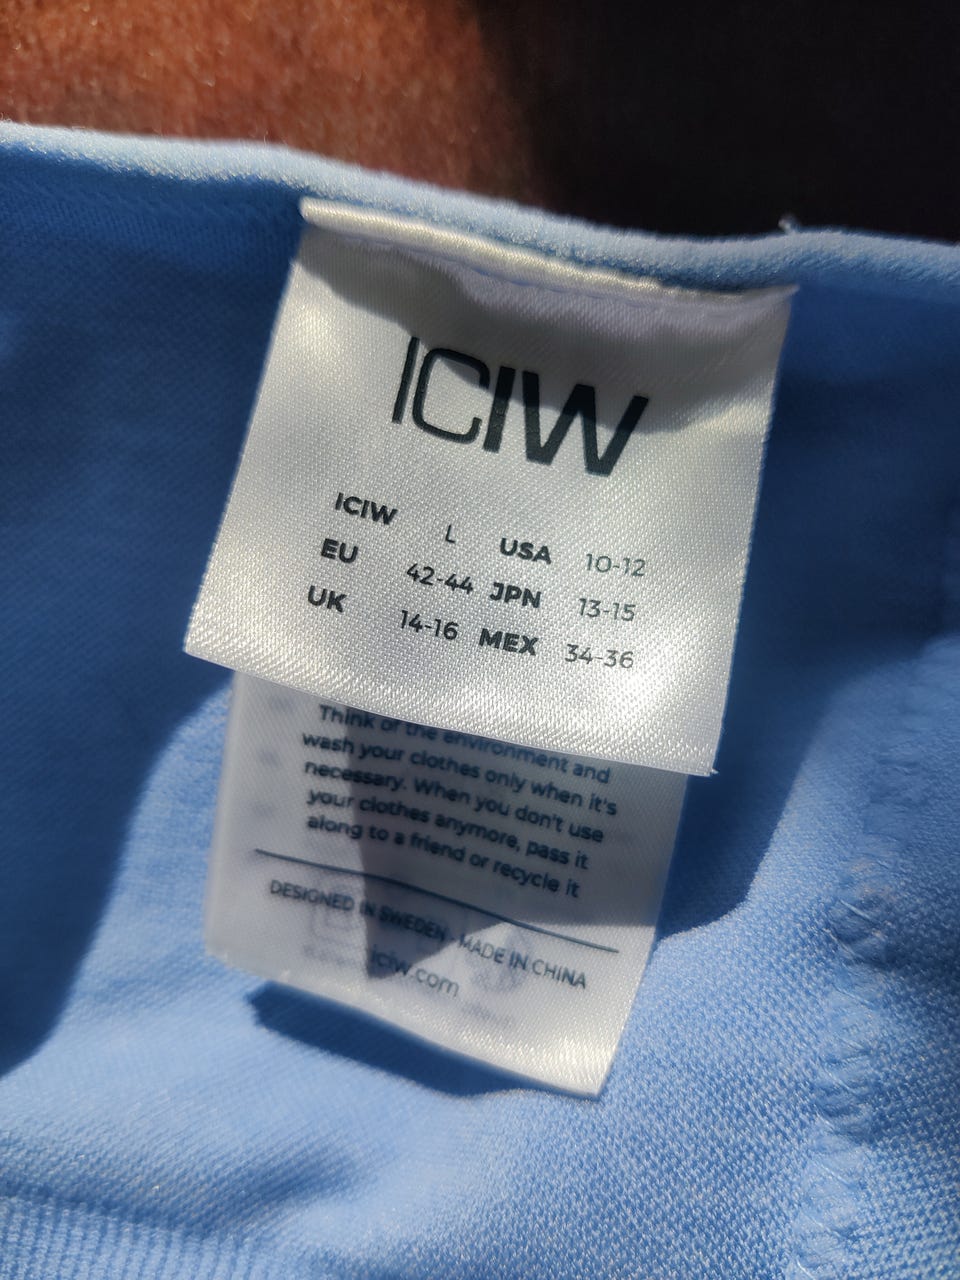 ICIW
ICIW L USA 10-12
EU 42-44 JPN 13-15
UK 14-16 MEX 34-36
Think of the environment and
wash your clothes only when it's
necessary. When you don't use
your clothes anymore, pass it
along to a friend or recycle it
DESIGNED IN SWEDEN - MADE IN CHINA
iciw.com